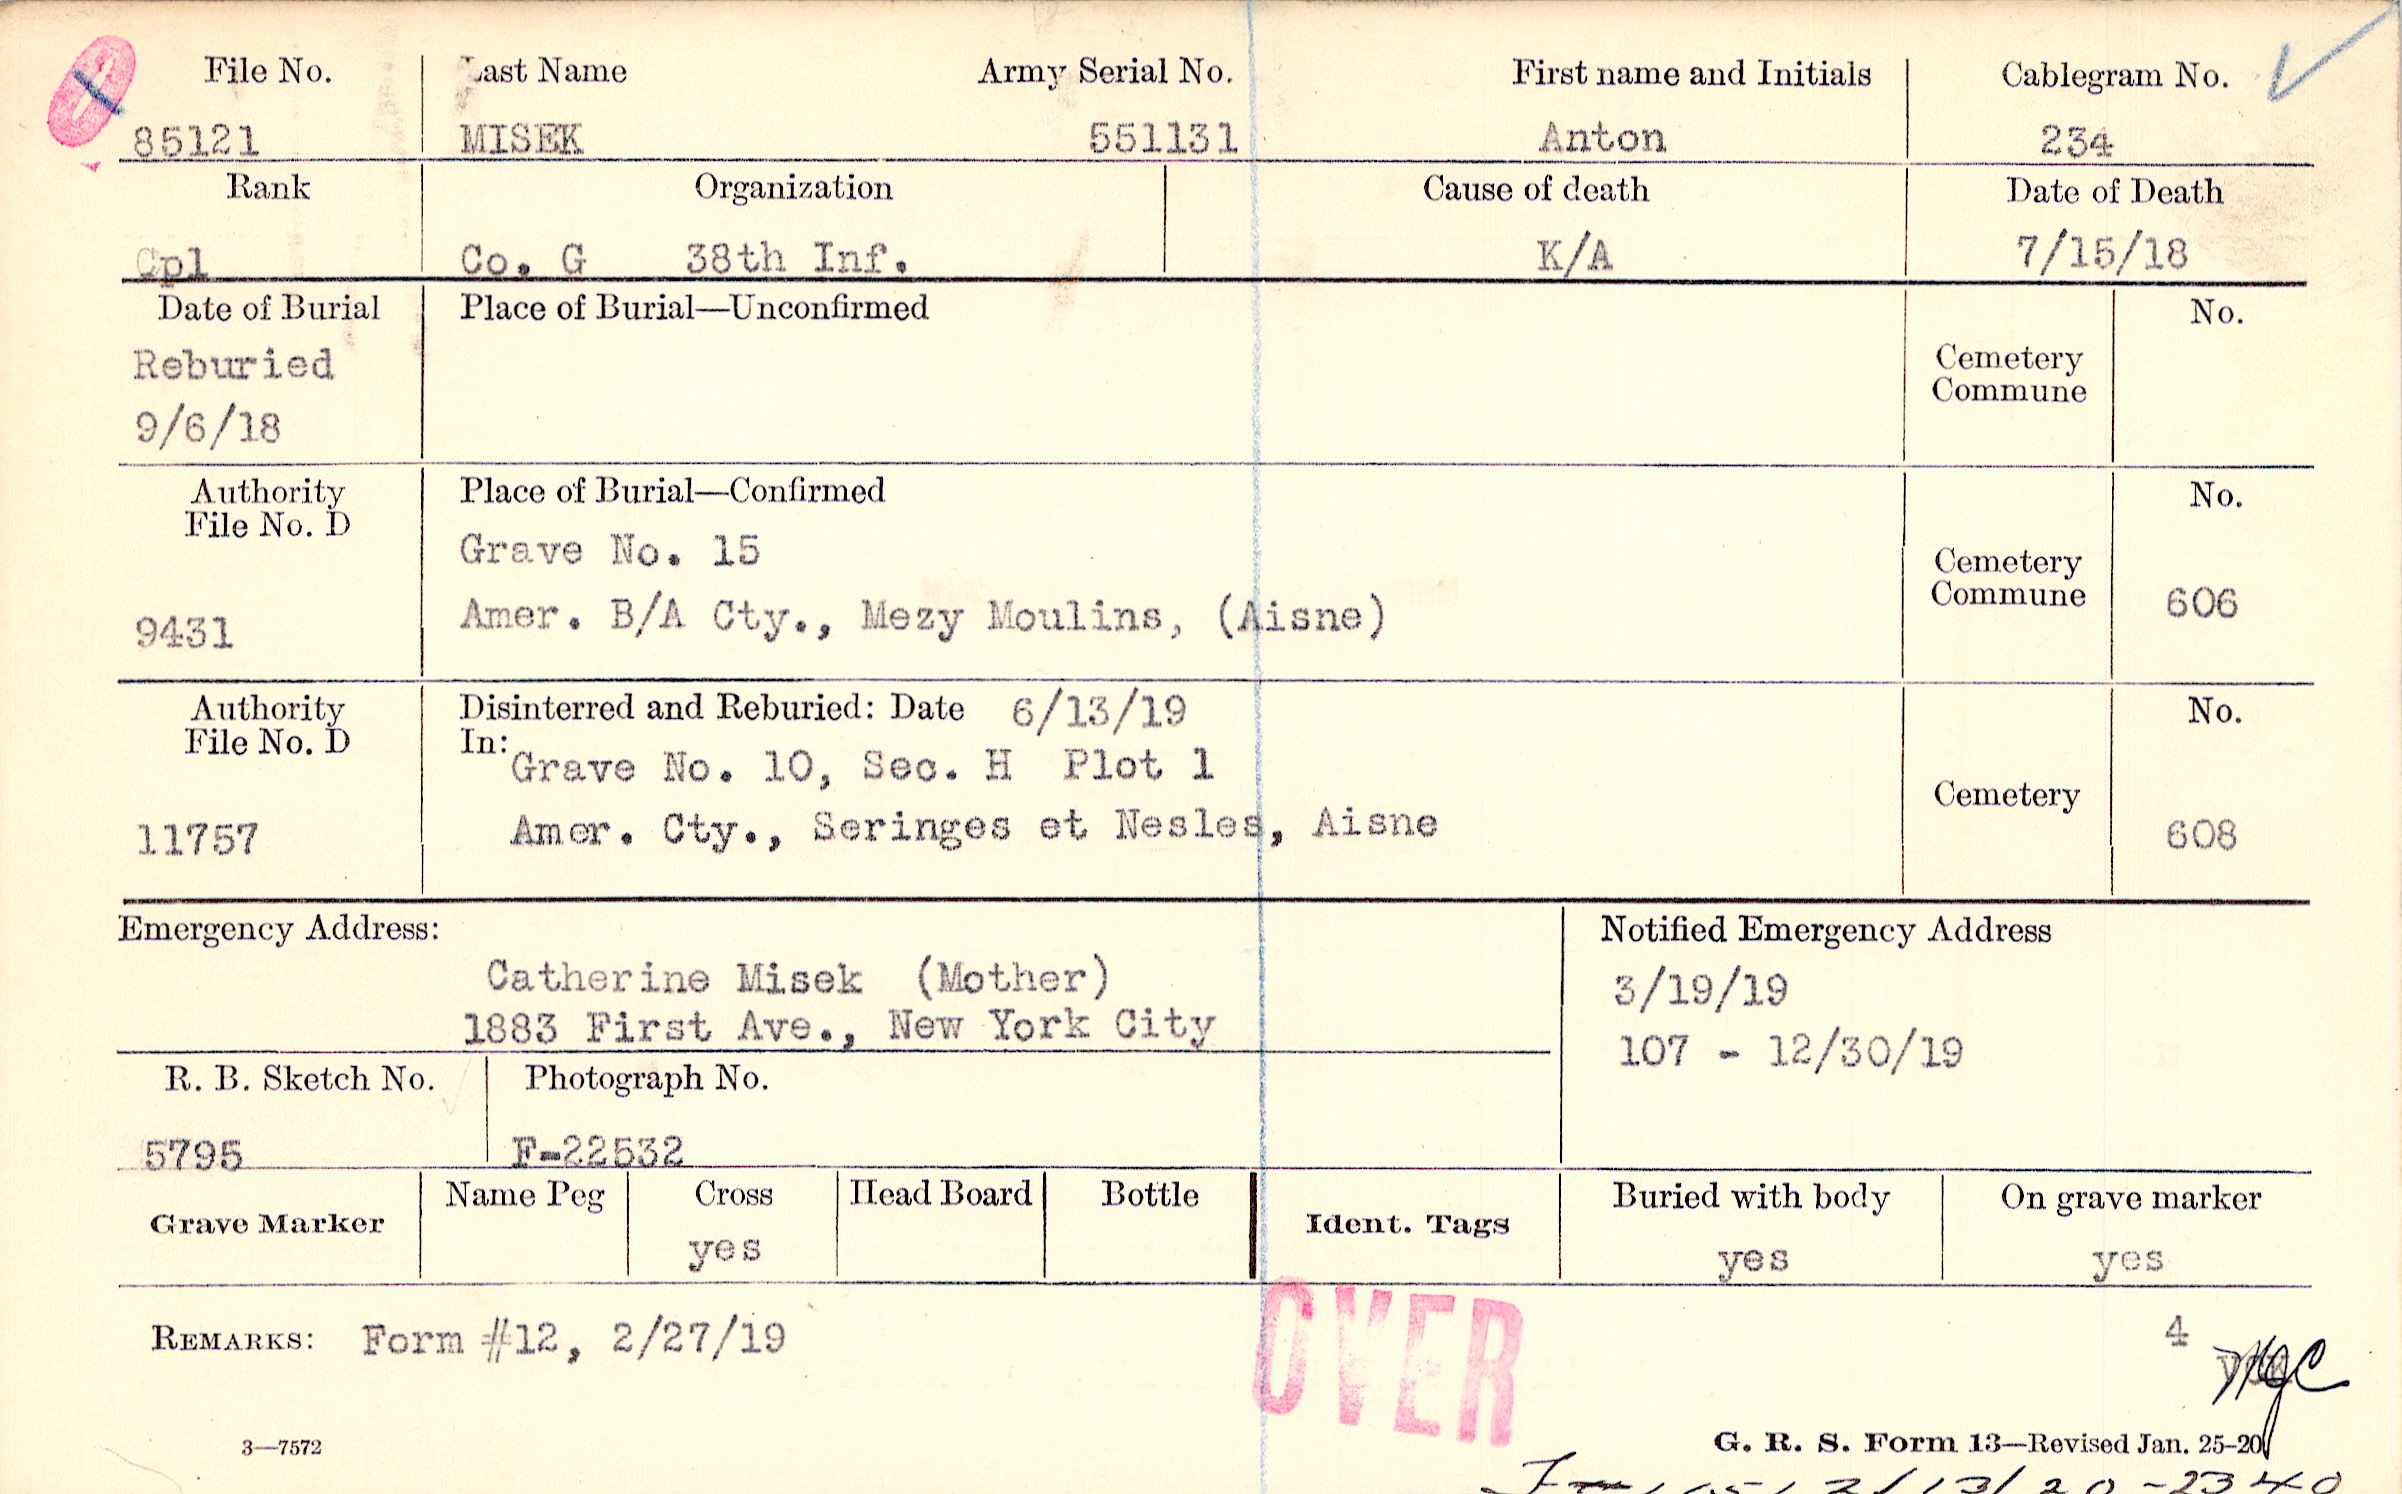 File No. Last Name Army Serial No. First name and Initials Cablegram No.
85121 MISEK 551131 Anton 234
Rank Organization Cause of death Date of Death
Cpl Co. G 38th Inf. K/A 7/15/18
Date of Burial Place of Burial—Unconfirmed No.
Reburied
9/6/18
Cemetery
Commune
Authority
File No. D
Place of Burial—Confirmed No.
Grave No. 15
Amer. B/A Cty., Mezy Moulins, (Aisne)
9431
Cemetery
Commune
606
Authority
File No. D
Disinterred and Reburied: Date 6/13/19 No.
In:
Grave No. 10, Sec. H Plot 1
Amer. Cty., Seringes et Nesles, Aisne
11757
Cemetery
608
Emergency Address: Notified Emergency Address
Catherine Misek (Mother) 3/19/19
1883 First Ave., New York City 107 - 12/30/19
R. B. Sketch No. Photograph No.
5795 F-22532
Grave Marker Name Peg Cross Head Board Bottle Ident. Tags Buried with body On grave marker
yes yes yes
REMARKS: Form #12, 2/27/19 4
OVER
3—7572 G. R. S. Form 13—Revised Jan. 25-20